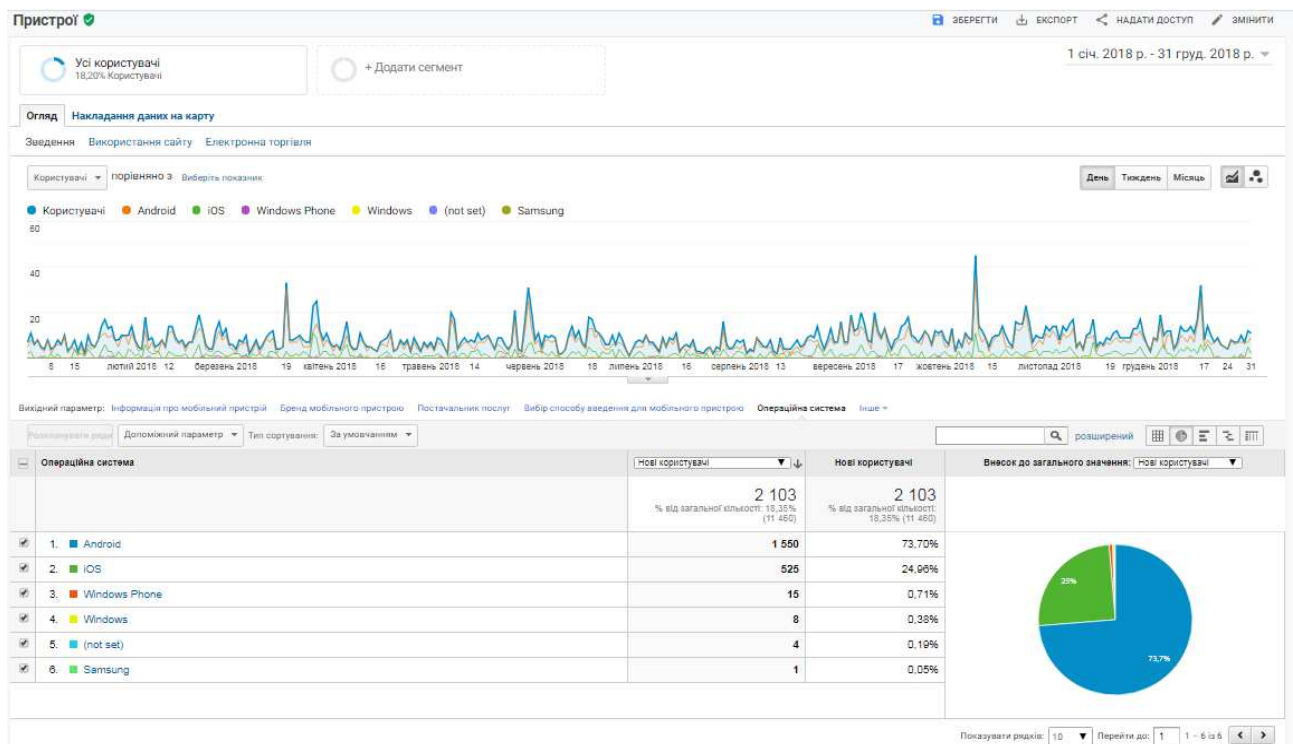 Пристрої
ЗБЕРЕГТИ ЕКСПОРТ НАДАТИ ДОСТУП ЗМІНИТИ
1 січ. 2018 р. - 31 груд. 2018 р.
Усі користувачі
18,20% Користувачі
+ Додати сегмент
Огляд Накладання даних на карту
Зведення Використання сайту Електронна торгівля
Користувачі порівняно з Виберіть показник
День Тиждень Місяць
Користувачі Android iOS Windows Phone Windows (not set) Samsung
60
40
20
8 15 лютий 2018 12 березень 2018 19 квітень 2018 16 травень 2018 14 червень 2018 18 липень 2018 16 серпень 2018 13 вересень 2018 17 жовтень 2018 15 листопад 2018 19 грудень 2018 17 24 31
Вихідний параметр: Інформація про мобільний пристрій Бренд мобільного пристрою Постачальник послуг Вибір способу введення для мобільного пристрою Операційна система Інше
Допоміжний параметр Тип сортування: За умовчанням
розширений
Операційна система Нові користувачі Нові користувачі Внесок до загального значення: Нові користувачі
2 103 2 103
% від загальної кількості: 18,35% (11 460) % від загальної кількості: 18,35% (11 460)
1. Android 1 550 73,70%
2. iOS 525 24,96%
3. Windows Phone 15 0,71%
4. Windows 8 0,38%
5. (not set) 4 0,19%
6. Samsung 1 0,05%
25%
73,7%
Показувати рядків: 10 Перейти до: 1 1 – 6 із 6